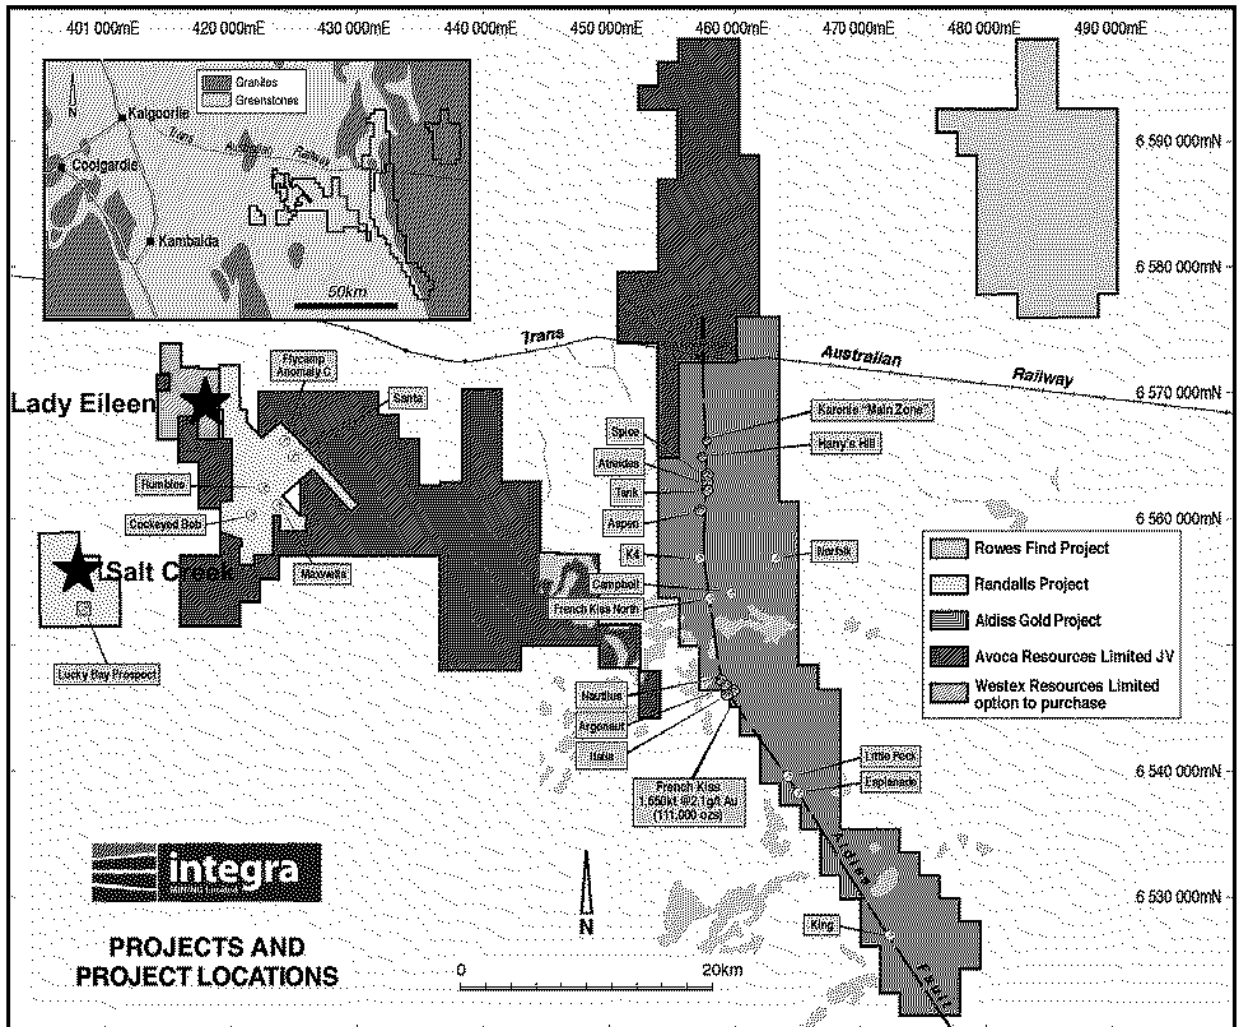 401 000mE 420 000mE 430 000mE 440 000mE 450 000mE 460 000mE 470 000mE 480 000mE 490 000mE
Granites
Greenstones
N
Kalgoorlie
Coolgardie
Kambalda
Trans Australian Railway
50km
6 590 000mN
6 580 000mN
Trans Australian Railway
6 570 000mN
Flycamp
Anomaly C
Santa
Lady Eileen
Karonie "Main Zone"
Harry's Hill
Spice
Atreides
Tank
Aspen
Rumbles
Cockeyed Bob
6 560 000mN
K4
Norfolk
Salt Creek
Maxwells
Campbell
French Kiss North
Rowes Find Project
Randalls Project
Aldiss Gold Project
Avoca Resources Limited JV
Westex Resources Limited
option to purchase
Lucky Bay Prospect
Nautilus
Argonaut
Italia
French Kiss
1,650kt @2.1g/t Au
(111,000 ozs)
Little Peck
Esplanade
6 540 000mN
integra
mining limited
Aldiss Fault
6 530 000mN
King
N
PROJECTS AND
PROJECT LOCATIONS
0 20km